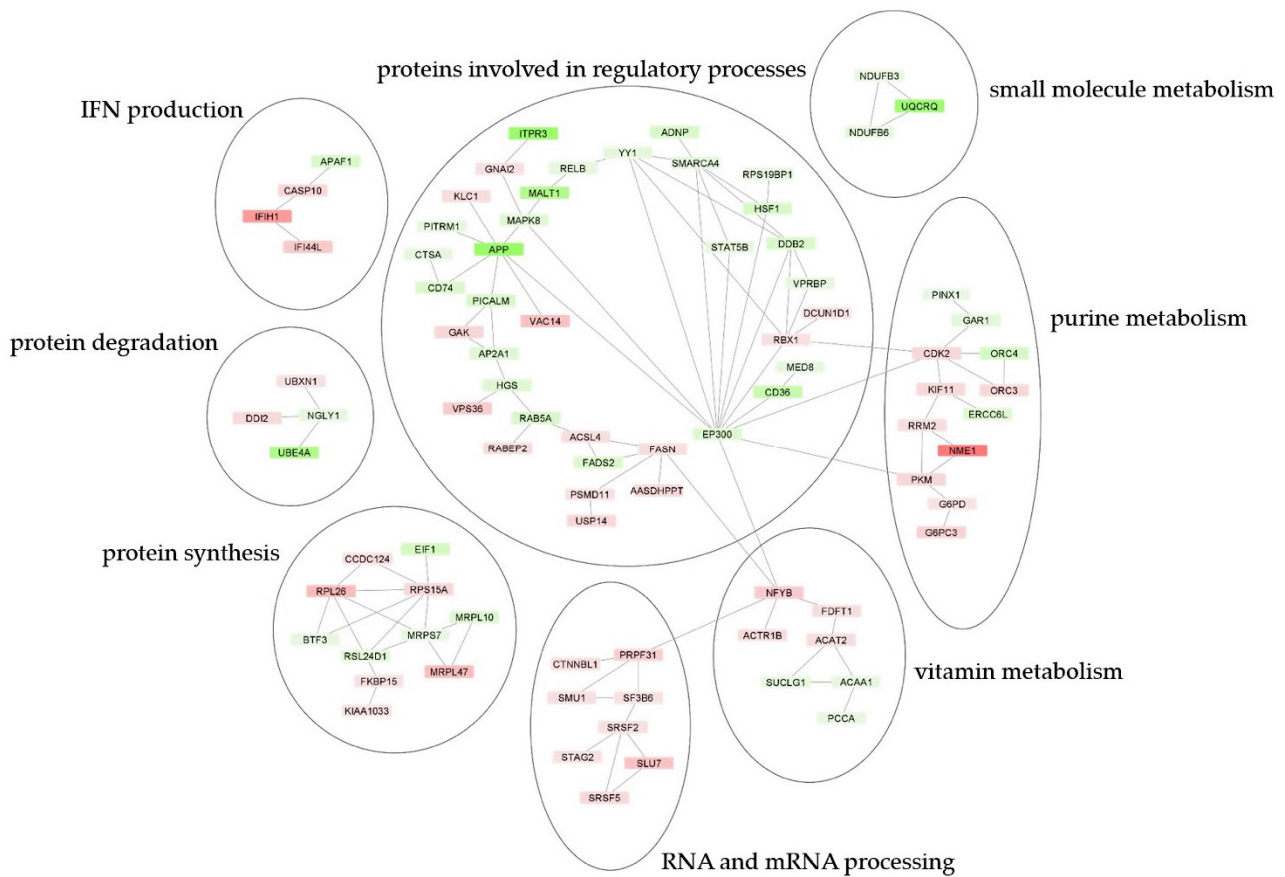 proteins involved in regulatory processes
small molecule metabolism
IFN production
NDUFB3
UQCRQ
NDUFB6
APAF1
CASP10
IFIH1
IFI44L
ITPR3
ADNP
YY1
GNAI2
RELB
SMARCA4
RPS19BP1
KLC1
MALT1
HSF1
PITRM1
MAPK8
CTSA
APP
STAT5B
DDB2
CD74
PICALM
VPRBP
VAC14
DCUN1D1
GAK
RBX1
AP2A1
MED8
HGS
CD36
VPS36
RAB5A
EP300
RABEP2
ACSL4
FASN
FADS2
PSMD11
AASDHPPT
USP14
purine metabolism
PINX1
GAR1
CDK2
ORC4
KIF11
ORC3
ERCC6L
RRM2
NME1
PKM
G6PD
G6PC3
protein degradation
UBXN1
DDI2
NGLY1
UBE4A
protein synthesis
EIF1
CCDC124
RPL26
RPS15A
MRPL10
BTF3
MRPS7
RSL24D1
MRPL47
FKBP15
KIAA1033
NFYB
FDFT1
ACTR1B
ACAT2
SUCLG1
ACAA1
PCCA
vitamin metabolism
PRPF31
CTNNBL1
SMU1
SF3B6
SRSF2
STAG2
SLU7
SRSF5
RNA and mRNA processing